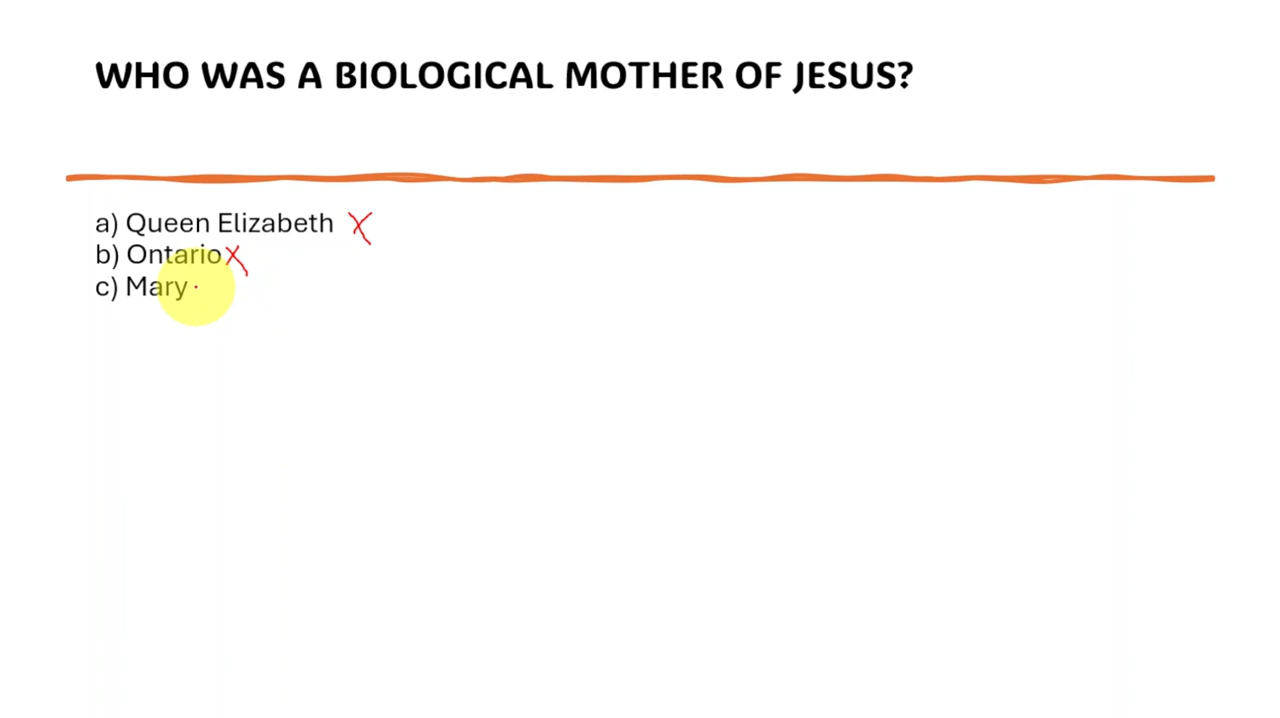 WHO WAS A BIOLOGICAL MOTHER OF JESUS?
a) Queen Elizabeth
b) Ontario
c) Mary